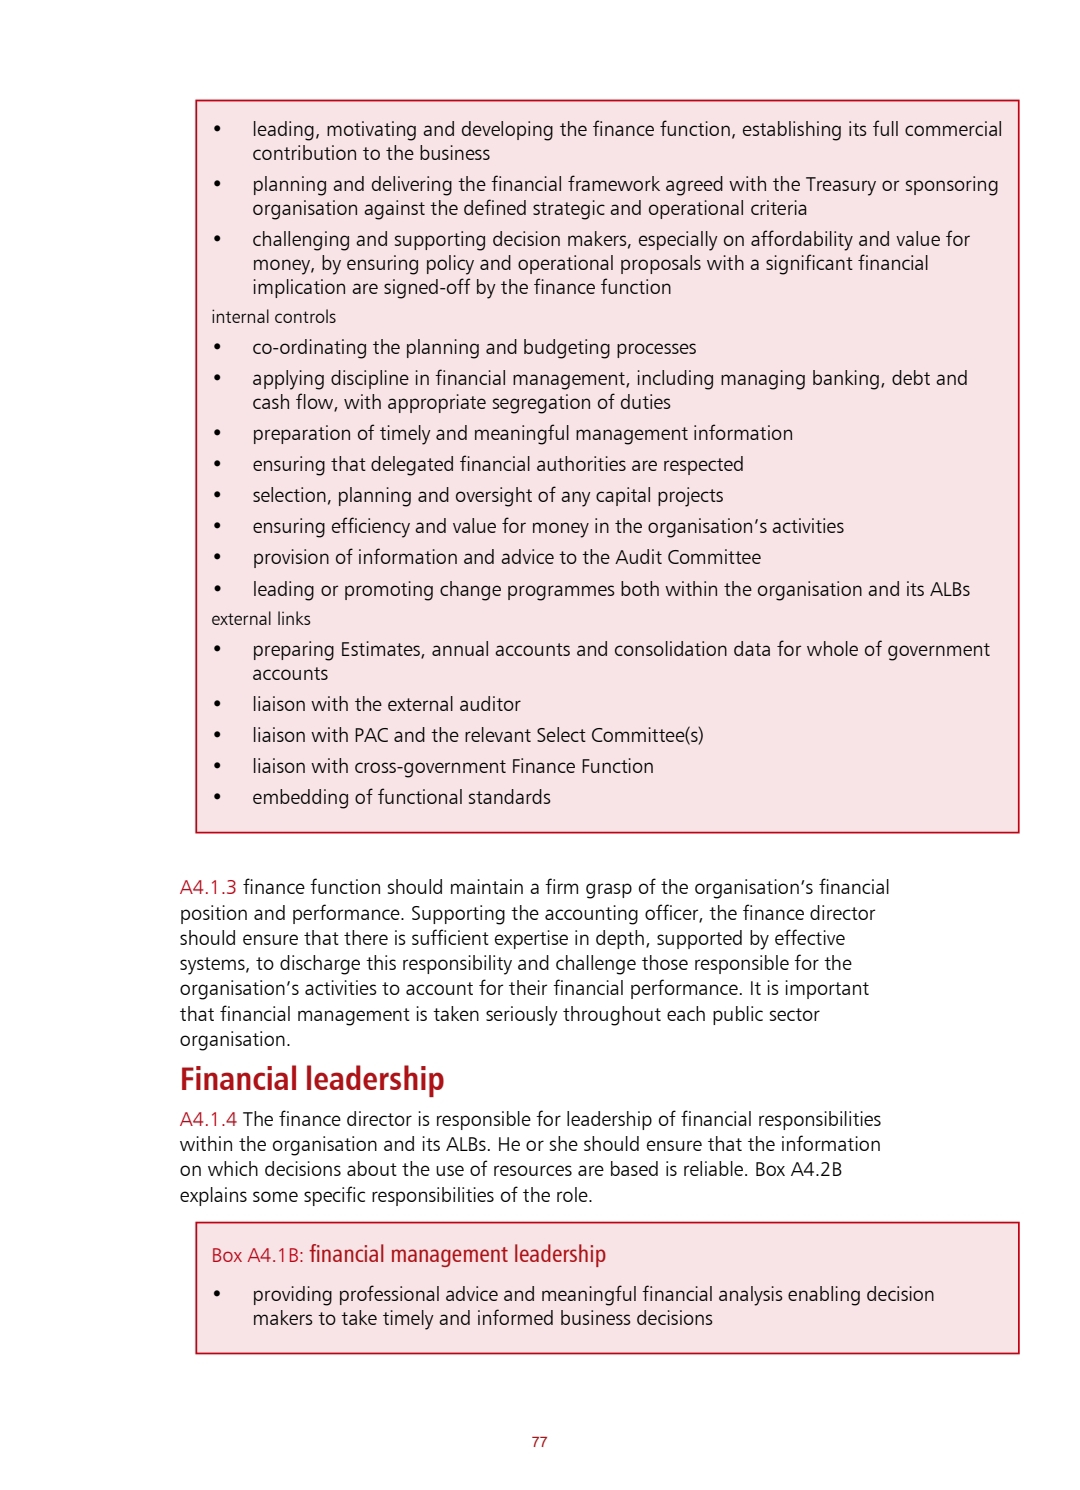 • leading, motivating and developing the finance function, establishing its full commercial
contribution to the business
• planning and delivering the financial framework agreed with the Treasury or sponsoring
organisation against the defined strategic and operational criteria
• challenging and supporting decision makers, especially on affordability and value for
money, by ensuring policy and operational proposals with a significant financial
implication are signed-off by the finance function
internal controls
• co-ordinating the planning and budgeting processes
• applying discipline in financial management, including managing banking, debt and
cash flow, with appropriate segregation of duties
• preparation of timely and meaningful management information
• ensuring that delegated financial authorities are respected
• selection, planning and oversight of any capital projects
• ensuring efficiency and value for money in the organisation’s activities
• provision of information and advice to the Audit Committee
• leading or promoting change programmes both within the organisation and its ALBs
external links
• preparing Estimates, annual accounts and consolidation data for whole of government
accounts
• liaison with the external auditor
• liaison with PAC and the relevant Select Committee(s)
• liaison with cross-government Finance Function
• embedding of functional standards
A4.1.3 finance function should maintain a firm grasp of the organisation’s financial
position and performance. Supporting the accounting officer, the finance director
should ensure that there is sufficient expertise in depth, supported by effective
systems, to discharge this responsibility and challenge those responsible for the
organisation’s activities to account for their financial performance. It is important
that financial management is taken seriously throughout each public sector
organisation.
Financial leadership
A4.1.4 The finance director is responsible for leadership of financial responsibilities
within the organisation and its ALBs. He or she should ensure that the information
on which decisions about the use of resources are based is reliable. Box A4.2B
explains some specific responsibilities of the role.
Box A4.1B: financial management leadership
• providing professional advice and meaningful financial analysis enabling decision
makers to take timely and informed business decisions
77